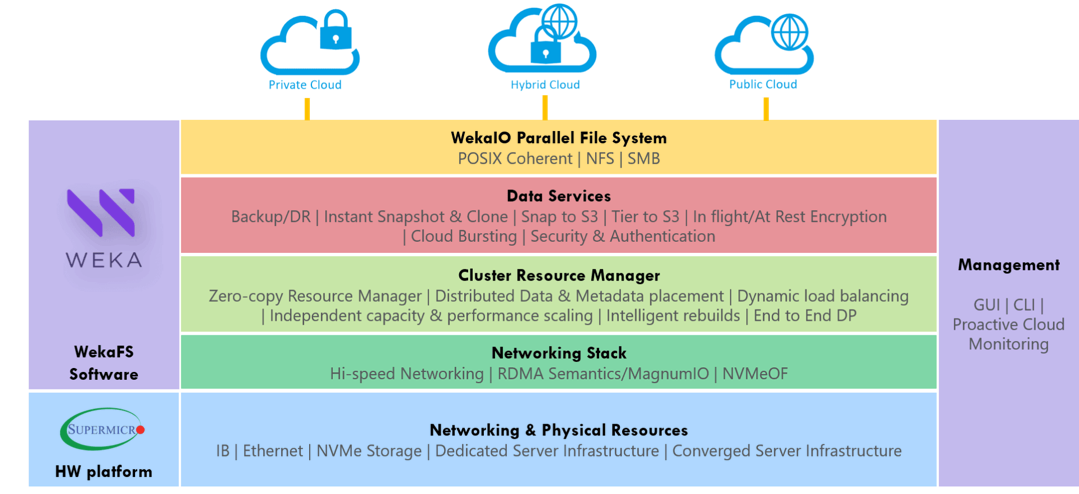 Private Cloud
Hybrid Cloud
Public Cloud
WekaIO Parallel File System
POSIX Coherent | NFS | SMB
Data Services
Backup/DR | Instant Snapshot & Clone | Snap to S3 | Tier to S3 | In flight/At Rest Encryption
| Cloud Bursting | Security & Authentication
Cluster Resource Manager
Zero-copy Resource Manager | Distributed Data & Metadata placement | Dynamic load balancing
| Independent capacity & performance scaling | Intelligent rebuilds | End to End DP
Networking Stack
Hi-speed Networking | RDMA Semantics/MagnumIO | NVMeOF
Networking & Physical Resources
IB | Ethernet | NVMe Storage | Dedicated Server Infrastructure | Converged Server Infrastructure
WEKA
WekaFS
Software
SUPERMICR
HW platform
Management
GUI | CLI |
Proactive Cloud
Monitoring